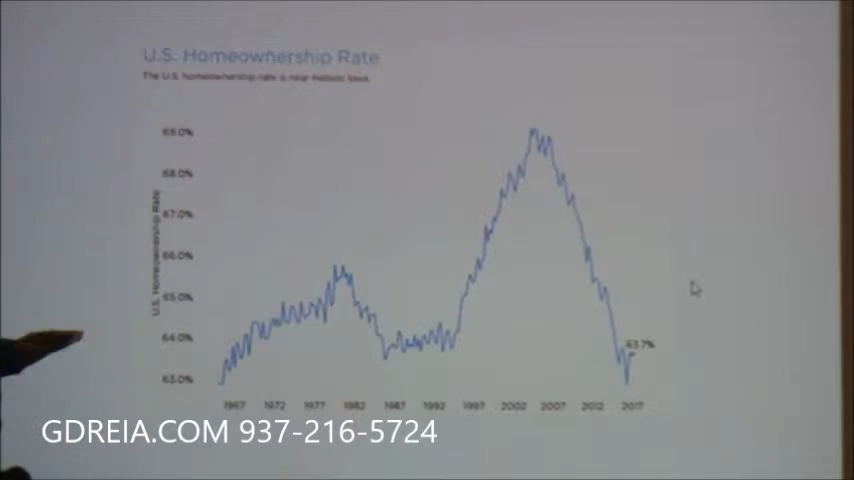 U.S. Homeownership Rate
The U.S. homeownership rate is near historic lows.
69.0%
68.0%
67.0%
66.0%
65.0%
64.0%
63.0%
U.S. Homeownership Rate
63.7%
1967 1972 1977 1982 1987 1992 1997 2002 2007 2012 2017
GDREIA.COM 937-216-5724